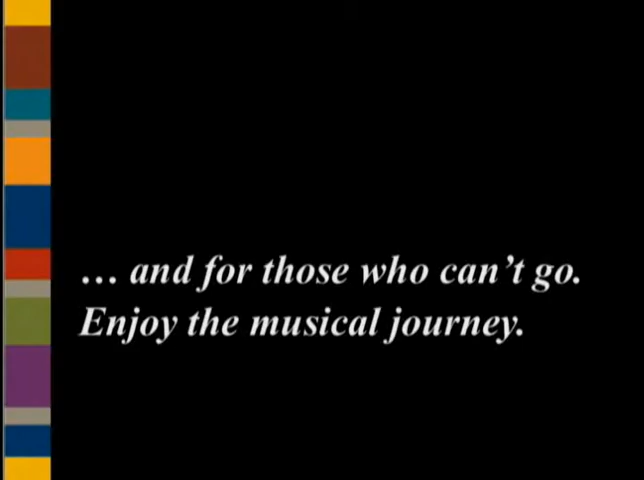 … and for those who can’t go.
Enjoy the musical journey.